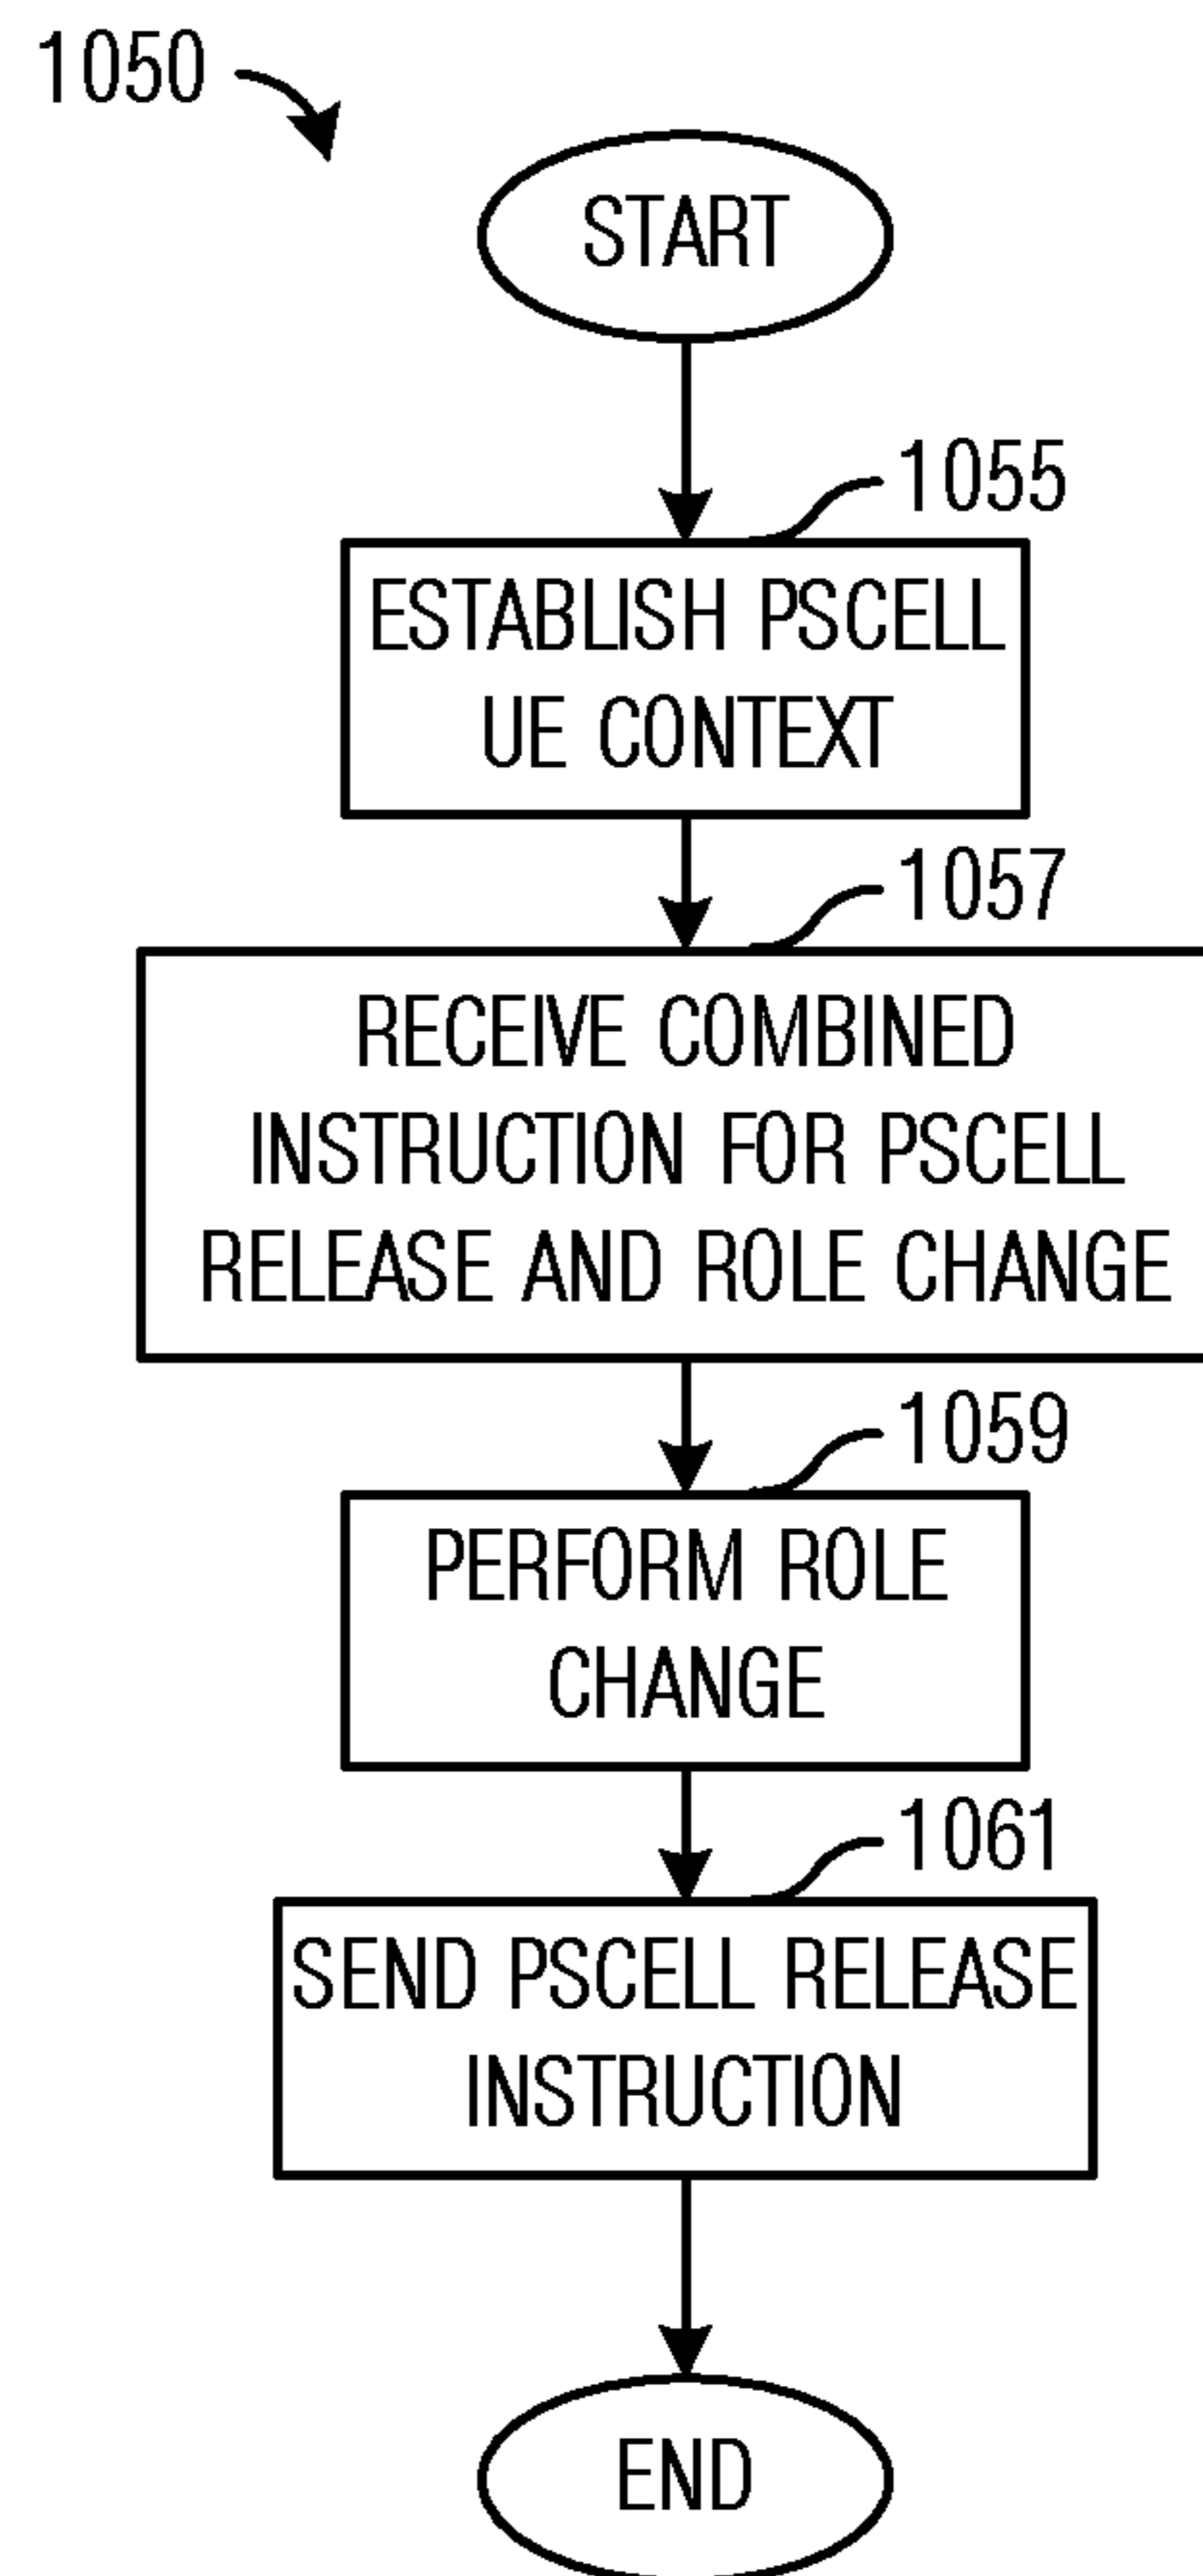 1050
START
1055
ESTABLISH PSCELL
UE CONTEXT
1057
RECEIVE COMBINED
INSTRUCTION FOR PSCELL
RELEASE AND ROLE CHANGE
1059
PERFORM ROLE
CHANGE
1061
SEND PSCELL RELEASE
INSTRUCTION
END